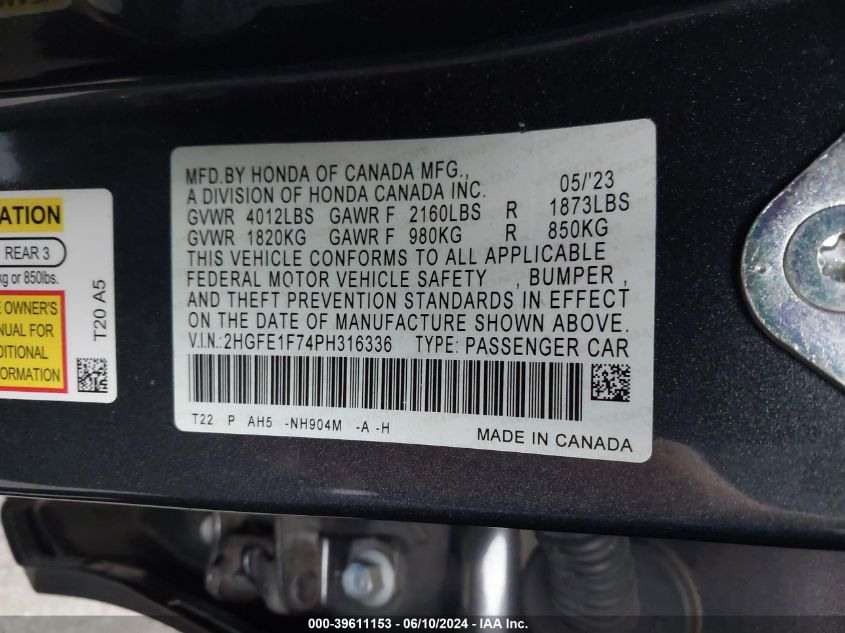 ATION
REAR 3
kg or 850lbs.
E OWNER'S
NUAL FOR
DITIONAL
FORMATION
T20 A5
MFD.BY HONDA OF CANADA MFG.,
A DIVISION OF HONDA CANADA INC. 05/'23
GVWR 4012LBS GAWR F 2160LBS R 1873LBS
GVWR 1820KG GAWR F 980KG R 850KG
THIS VEHICLE CONFORMS TO ALL APPLICABLE
FEDERAL MOTOR VEHICLE SAFETY , BUMPER ,
AND THEFT PREVENTION STANDARDS IN EFFECT
ON THE DATE OF MANUFACTURE SHOWN ABOVE.
V.I.N.:2HGFE1F74PH316336 TYPE: PASSENGER CAR
T22 P AH5 -NH904M -A -H
MADE IN CANADA
000-39611153 - 06/10/2024 - IAA Inc.